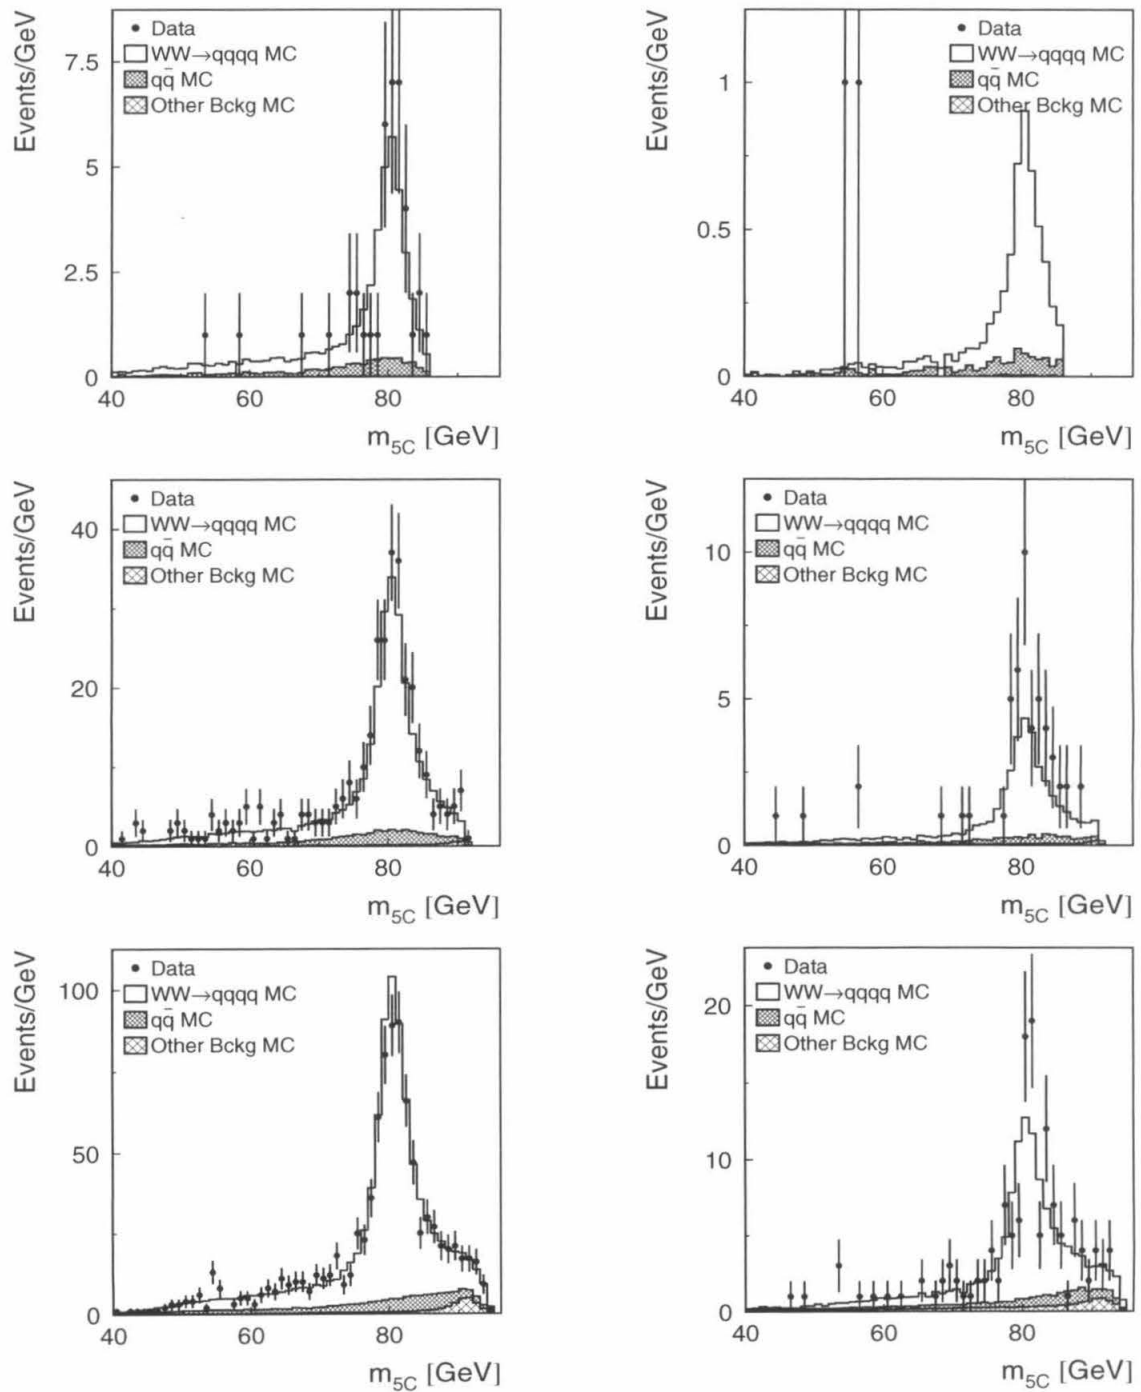 Events/GeV
7.5
5
2.5
0
Data
WW→qqqq MC
qq̄ MC
Other Bckg MC
40
60
80
m5C [GeV]
Events/GeV
1
0.5
0
Data
WW→qqqq MC
qq̄ MC
Other Bckg MC
40
60
80
m5C [GeV]
Events/GeV
40
20
0
Data
WW→qqqq MC
qq̄ MC
Other Bckg MC
40
60
80
m5C [GeV]
Events/GeV
10
5
0
Data
WW→qqqq MC
qq̄ MC
Other Bckg MC
40
60
80
m5C [GeV]
Events/GeV
100
50
0
Data
WW→qqqq MC
qq̄ MC
Other Bckg MC
40
60
80
m5C [GeV]
Events/GeV
20
10
0
Data
WW→qqqq MC
qq̄ MC
Other Bckg MC
40
60
80
m5C [GeV]